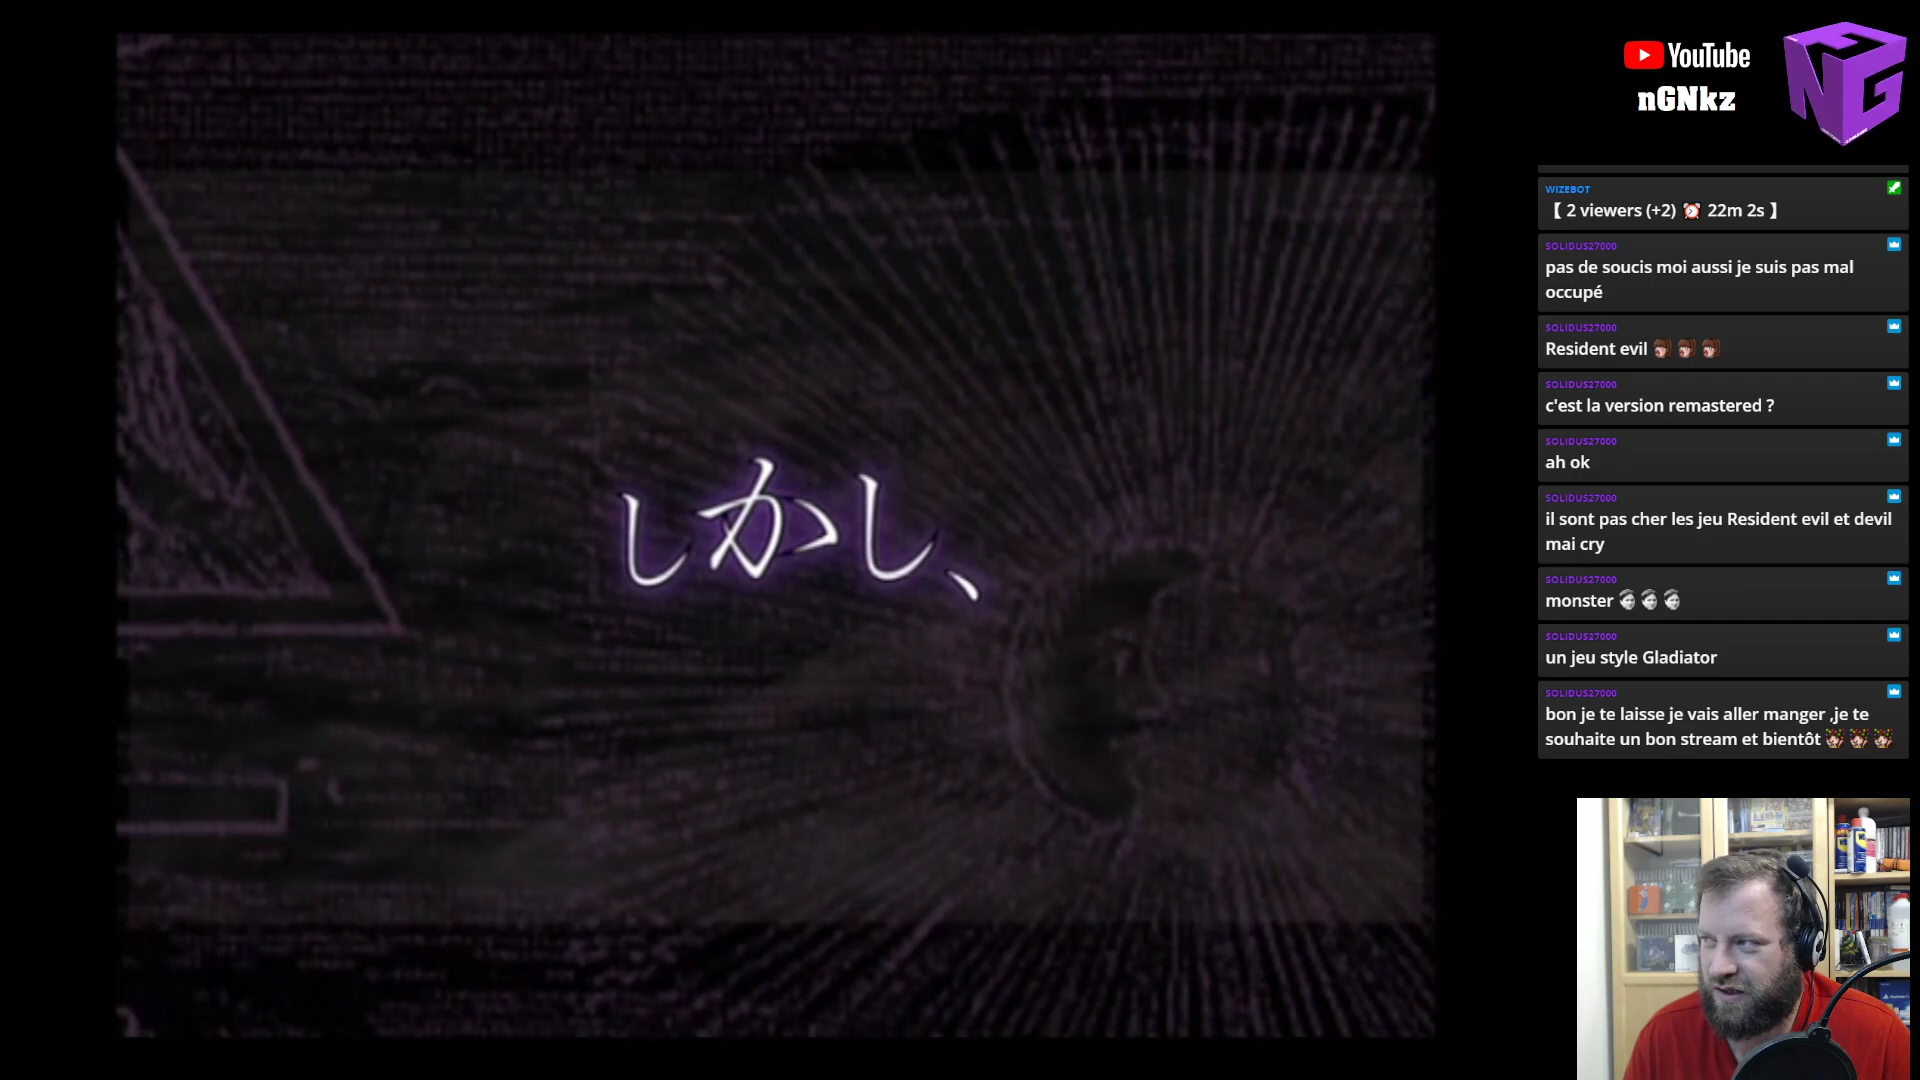 しかし、
YouTube
nGNkz
NG
WIZEBOT
【 2 viewers (+2) ⏰ 22m 2s 】
SOLIDUS27000
pas de soucis moi aussi je suis pas mal
occupé
SOLIDUS27000
Resident evil
SOLIDUS27000
c'est la version remastered ?
SOLIDUS27000
ah ok
SOLIDUS27000
il sont pas cher les jeu Resident evil et devil
mai cry
SOLIDUS27000
monster
SOLIDUS27000
un jeu style Gladiator
SOLIDUS27000
bon je te laisse je vais aller manger ,je te
souhaite un bon stream et bientôt